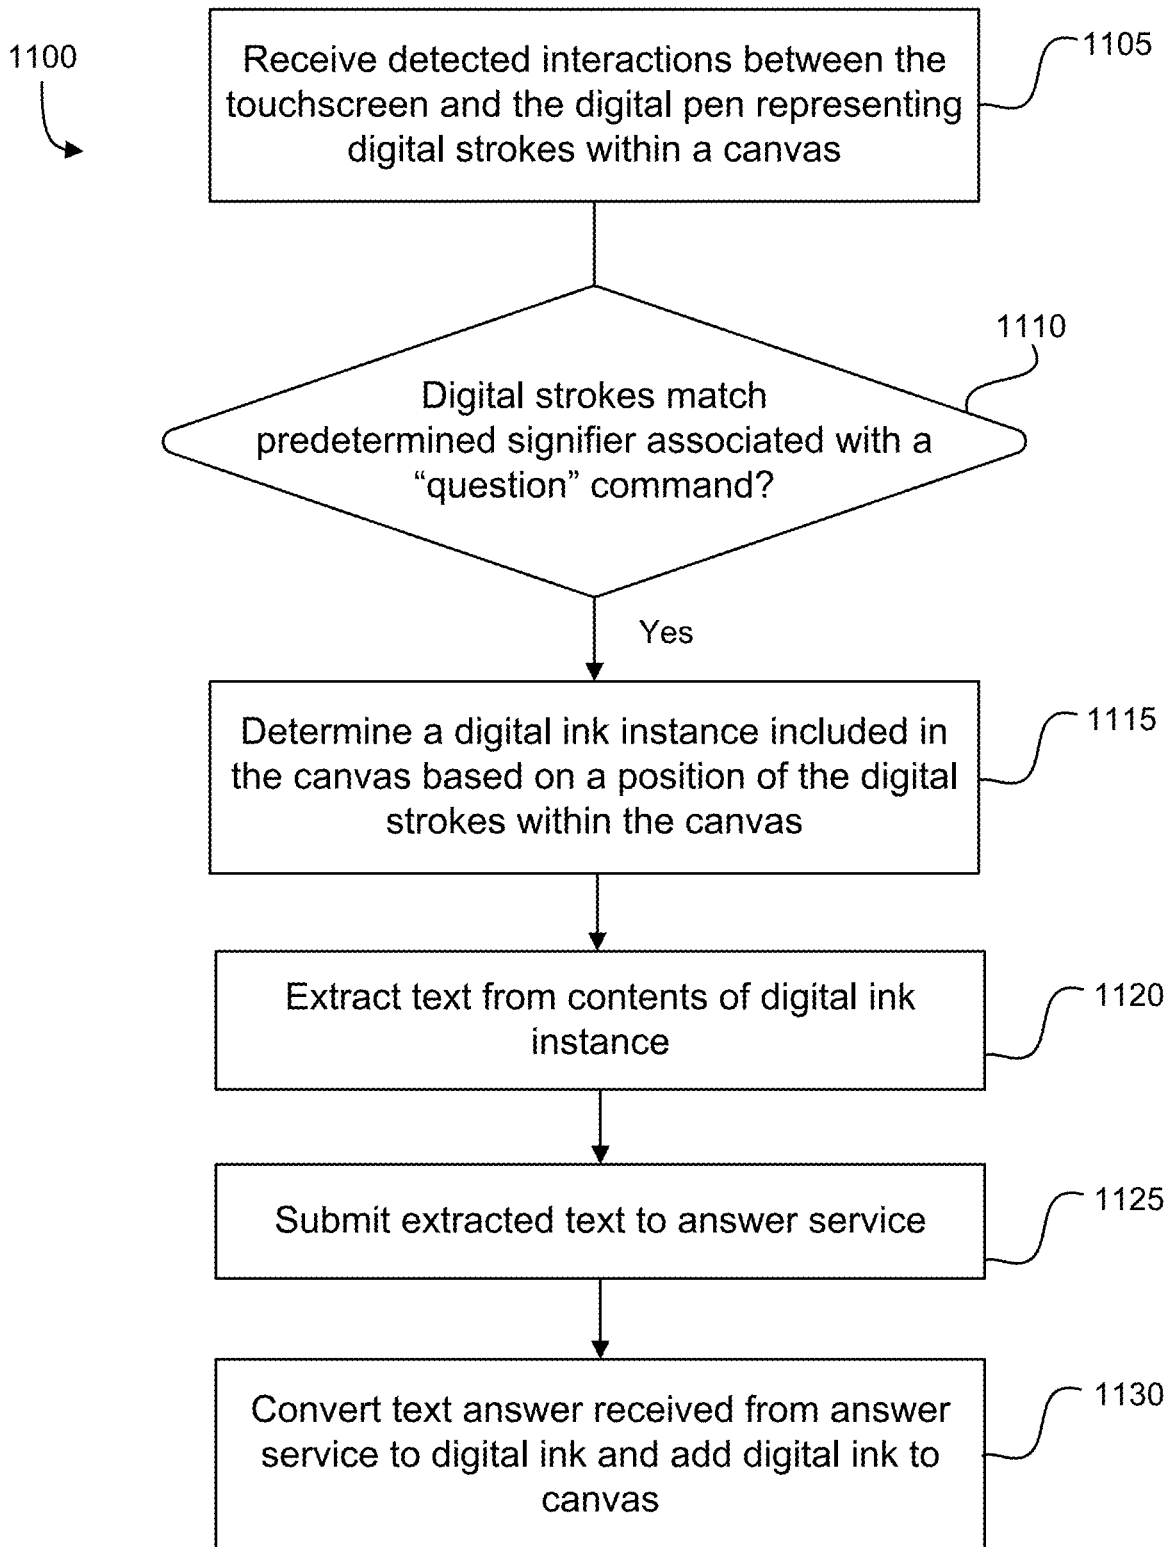 1100
Receive detected interactions between the
touchscreen and the digital pen representing
digital strokes within a canvas
1105
1110
Digital strokes match
predetermined signifier associated with a
“question” command?
Yes
Determine a digital ink instance included in
the canvas based on a position of the digital
strokes within the canvas
1115
Extract text from contents of digital ink
instance
1120
Submit extracted text to answer service
1125
Convert text answer received from answer
service to digital ink and add digital ink to
canvas
1130